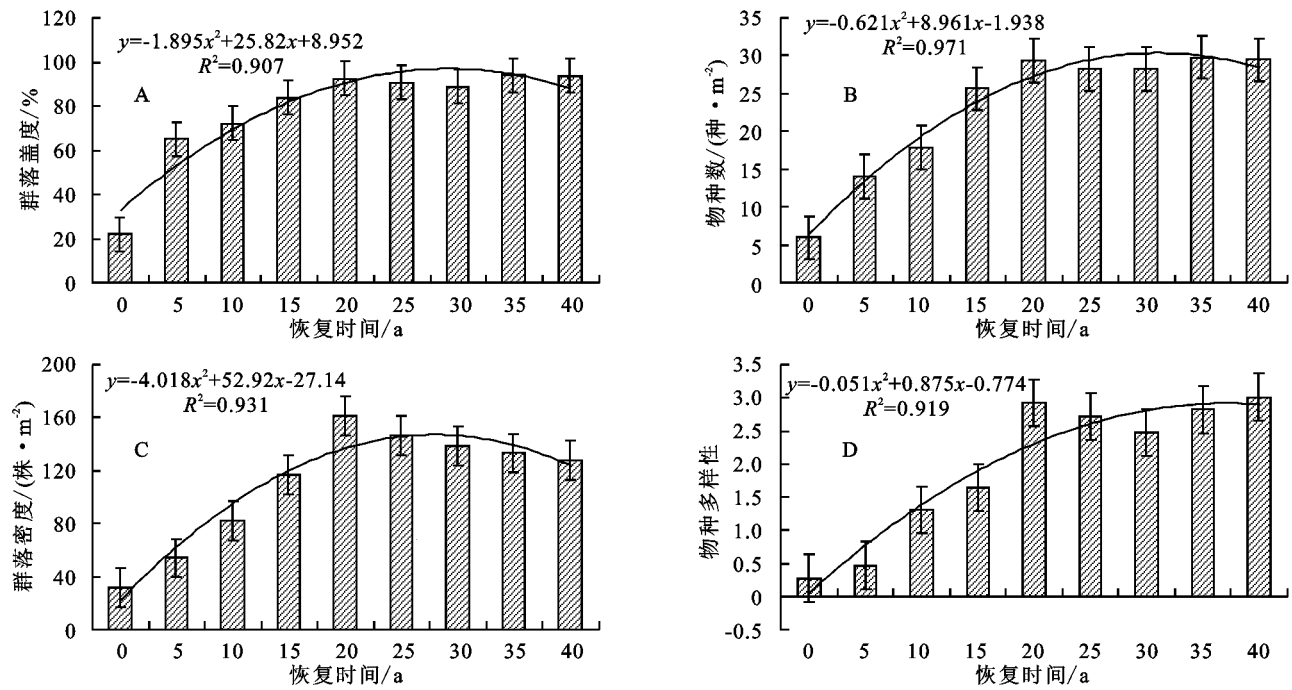 群落盖度/%
120
100
80
60
40
20
0
y=-1.895x²+25.82x+8.952
R²=0.907
A
0 5 10 15 20 25 30 35 40
恢复时间/a
物种数/(种·m⁻²)
35
30
25
20
15
10
5
0
y=-0.621x²+8.961x-1.938
R²=0.971
B
0 5 10 15 20 25 30 35 40
恢复时间/a
群落密度/(株·m⁻²)
200
160
120
80
40
0
y=-4.018x²+52.92x-27.14
R²=0.931
C
0 5 10 15 20 25 30 35 40
恢复时间/a
物种多样性
3.5
3.0
2.5
2.0
1.5
1.0
0.5
0
-0.5
y=-0.051x²+0.875x-0.774
R²=0.919
D
0 5 10 15 20 25 30 35 40
恢复时间/a